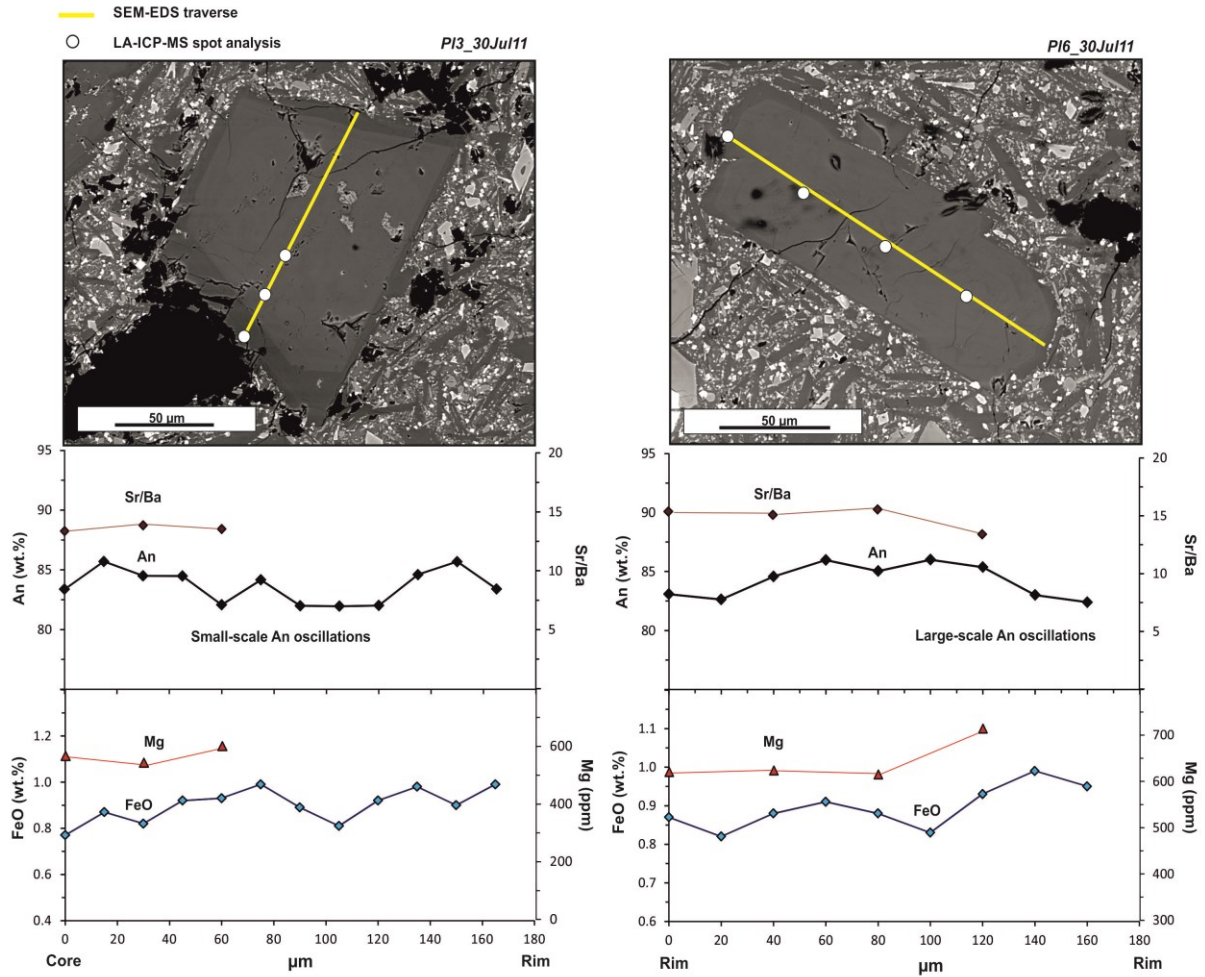 SEM-EDS traverse
LA-ICP-MS spot analysis
Pl3_30Jul11
Pl6_30Jul11
50 µm
50 µm
95
90
85
80
An (wt.%)
Sr/Ba
An
Small-scale An oscillations
20
15
10
5
0
Sr/Ba
95
90
85
80
An (wt.%)
Sr/Ba
An
Large-scale An oscillations
20
15
10
5
Sr/Ba
1.2
1.0
0.8
0.6
0.4
FeO (wt.%)
Mg
FeO
600
400
200
0
Mg (ppm)
0 20 40 60 80 100 120 140 160 180
Core µm Rim
1.1
1.0
0.9
0.8
0.7
0.6
FeO (wt.%)
Mg
FeO
700
600
500
400
300
Mg (ppm)
0 20 40 60 80 100 120 140 160 180
Rim µm Rim